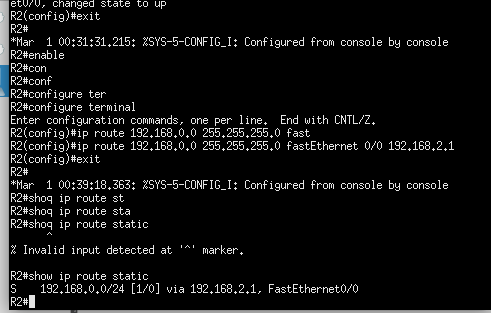 et0/0, changed state to up
R2(config)#exit
R2#
*Mar  1 00:31:31.215: %SYS-5-CONFIG_I: Configured from console by console
R2#enable
R2#con
R2#conf
R2#configure ter
R2#configure terminal
Enter configuration commands, one per line.  End with CNTL/Z.
R2(config)#ip route 192.168.0.0 255.255.255.0 fast
R2(config)#ip route 192.168.0.0 255.255.255.0 fastEthernet 0/0 192.168.2.1
R2(config)#exit
R2#
*Mar  1 00:39:18.363: %SYS-5-CONFIG_I: Configured from console by console
R2#shoq ip route st
R2#shoq ip route sta
R2#shoq ip route static
      ^
% Invalid input detected at '^' marker.
R2#show ip route static
S    192.168.0.0/24 [1/0] via 192.168.2.1, FastEthernet0/0
R2#